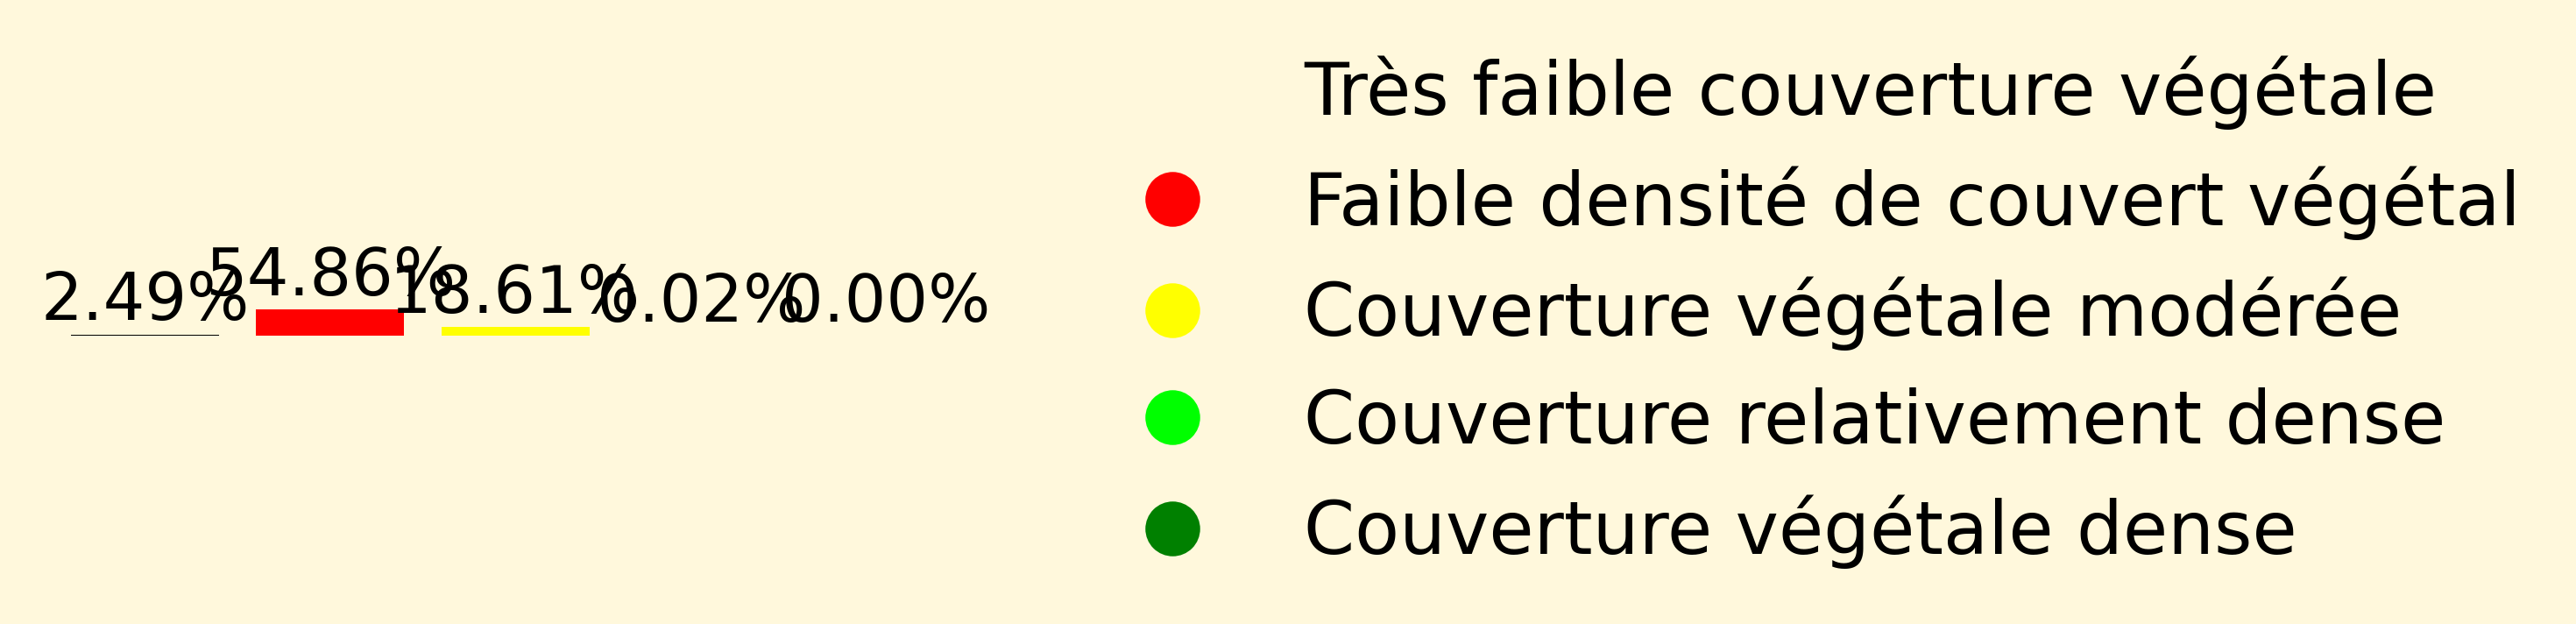 2.49% 54.86% 18.61% 0.02% 0.00%
Très faible couverture végétale
Faible densité de couvert végétal
Couverture végétale modérée
Couverture relativement dense
Couverture végétale dense